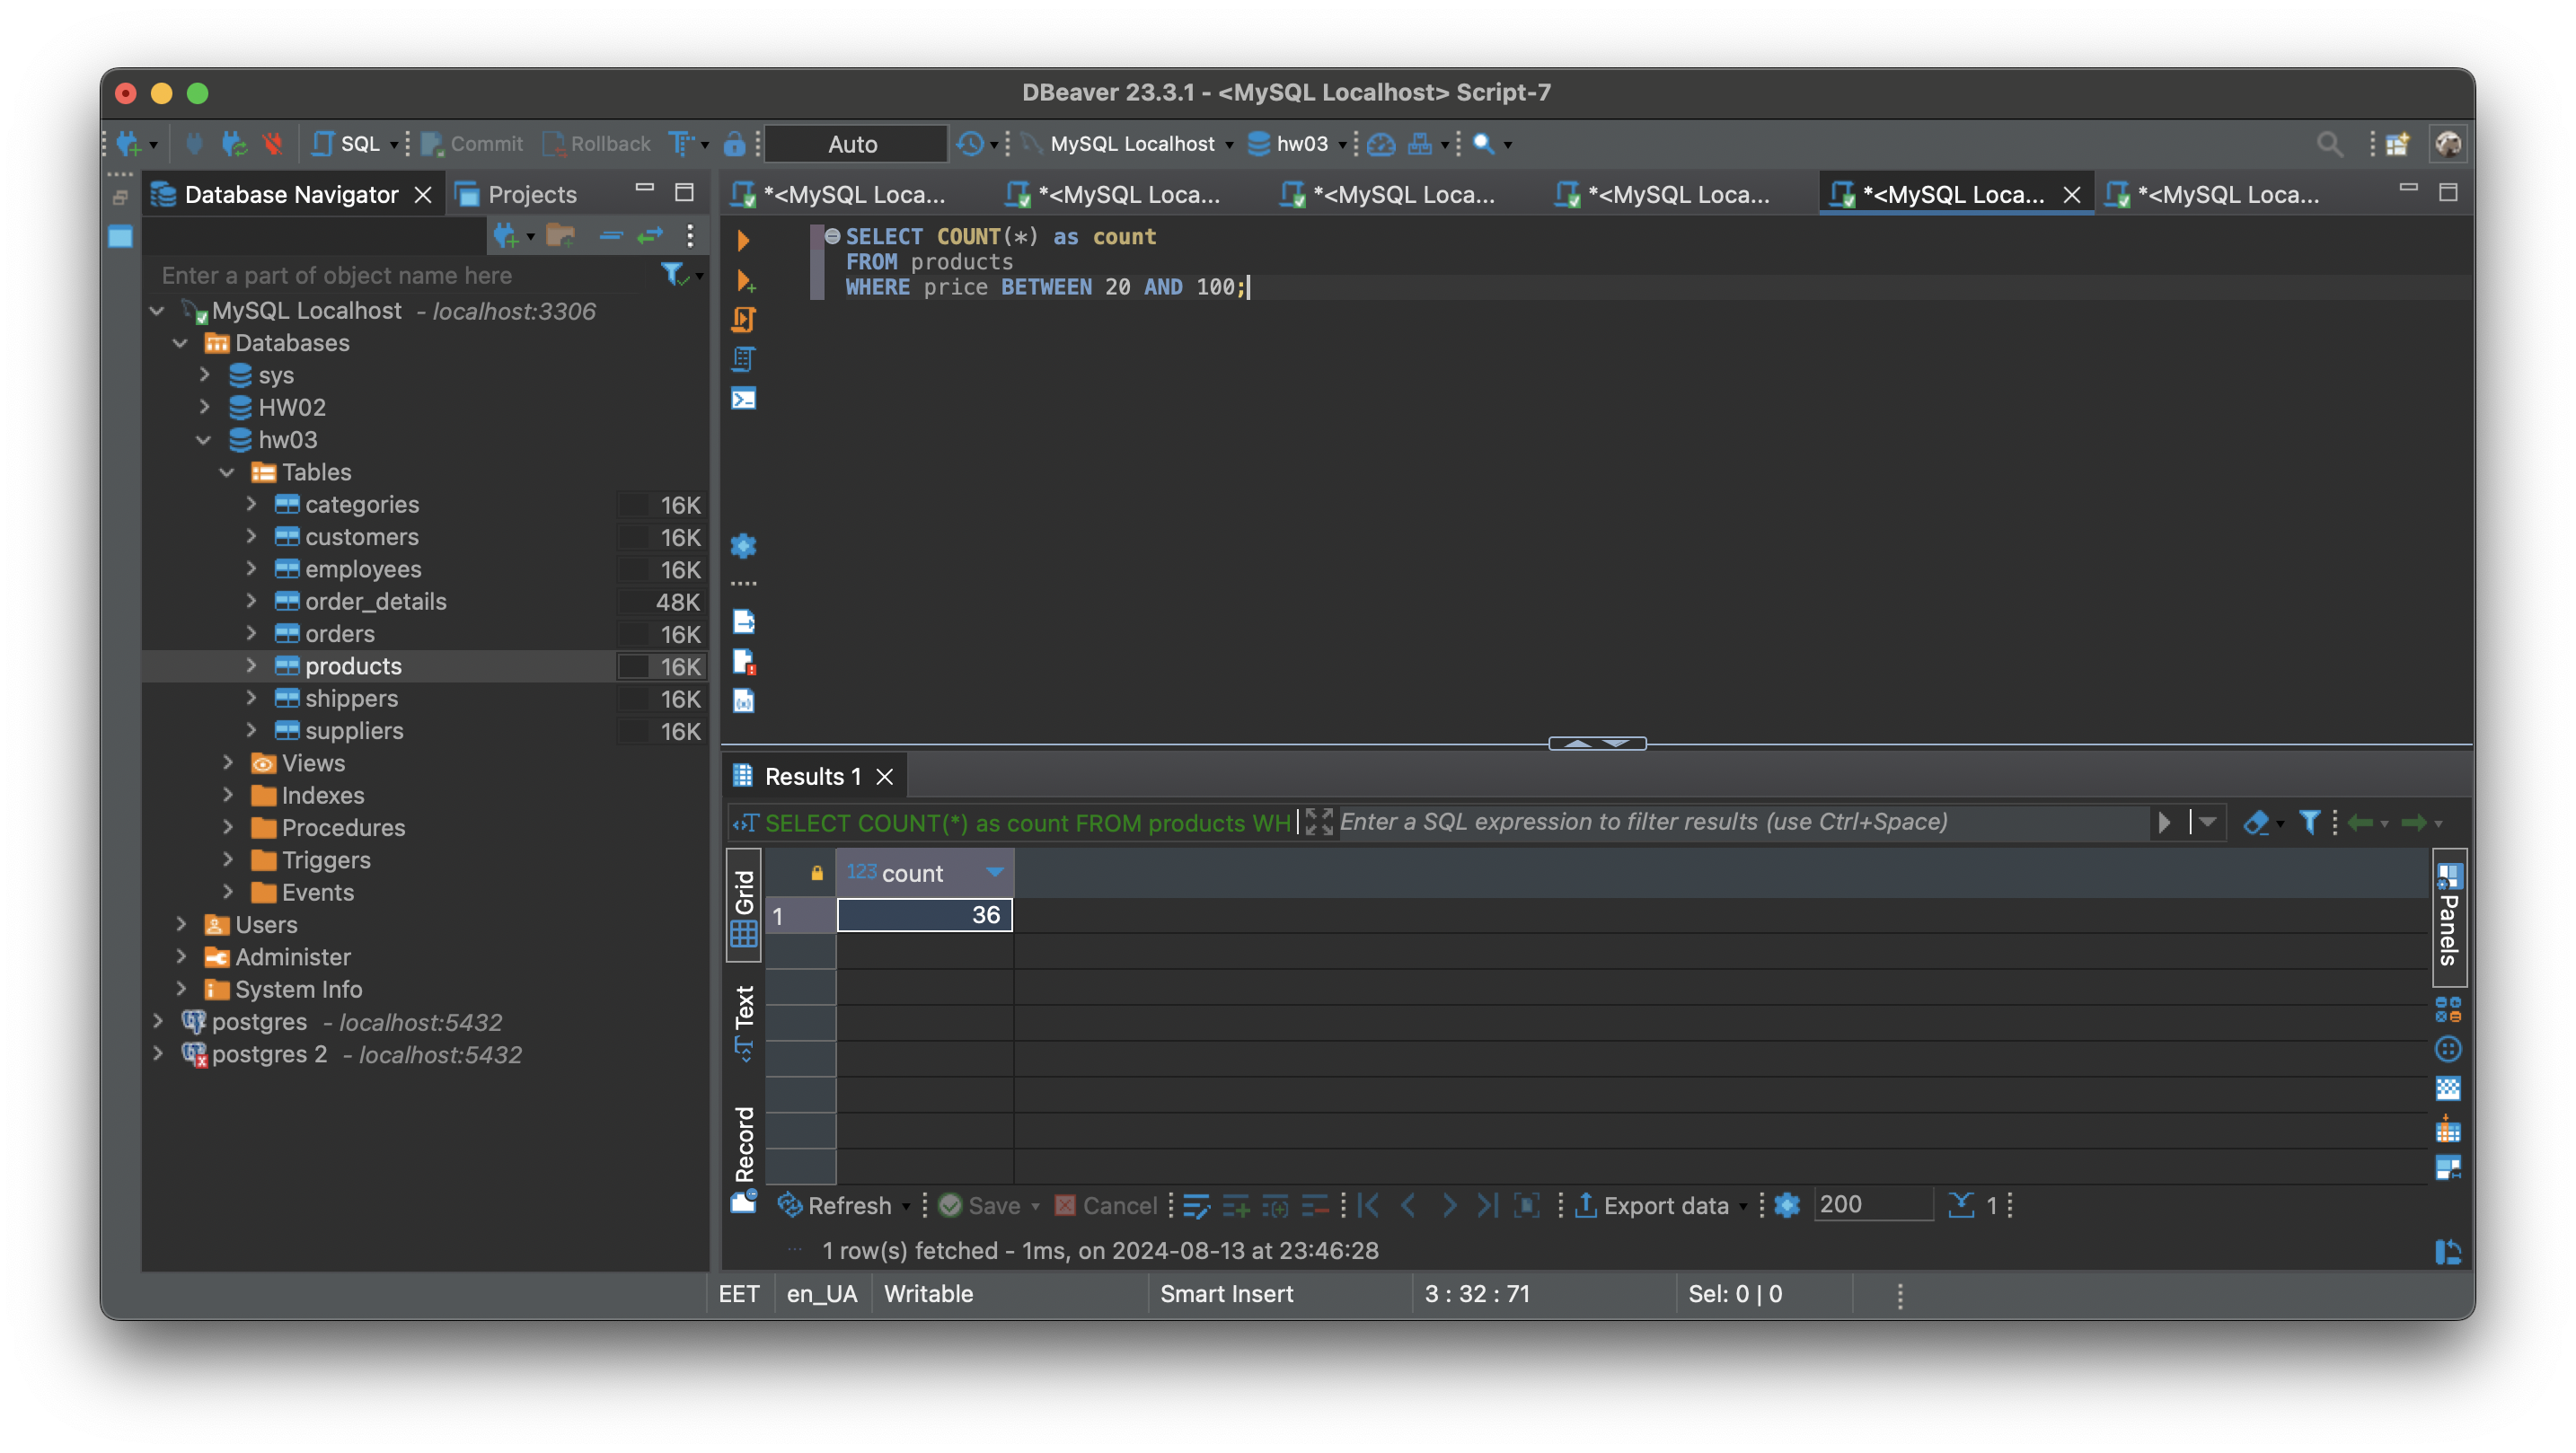 DBeaver 23.3.1 - <MySQL Localhost> Script-7
SQL
Commit
Rollback
Auto
MySQL Localhost
hw03
Database Navigator
Projects
*<MySQL Loca...
*<MySQL Loca...
*<MySQL Loca...
*<MySQL Loca...
*<MySQL Loca...
*<MySQL Loca...
Enter a part of object name here
MySQL Localhost - localhost:3306
Databases
sys
HW02
hw03
Tables
categories 16K
customers 16K
employees 16K
order_details 48K
orders 16K
products 16K
shippers 16K
suppliers 16K
Views
Indexes
Procedures
Triggers
Events
Users
Administer
System Info
postgres - localhost:5432
postgres 2 - localhost:5432
SELECT COUNT(*) as count
FROM products
WHERE price BETWEEN 20 AND 100;
Results 1
SELECT COUNT(*) as count FROM products WH
Enter a SQL expression to filter results (use Ctrl+Space)
Grid
Text
Record
123 count
1 36
Panels
Refresh
Save
Cancel
Export data
200
1
1 row(s) fetched - 1ms, on 2024-08-13 at 23:46:28
EET
en_UA
Writable
Smart Insert
3 : 32 : 71
Sel: 0 | 0